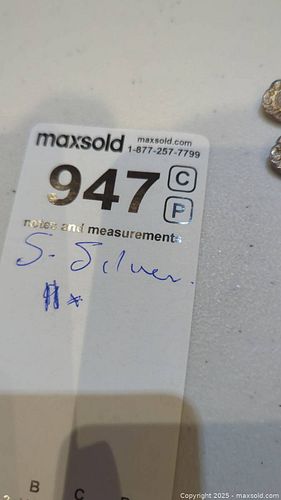 maxsold
maxsold.com
1-877-257-7799
947
C
P
notes and measurements
S. Silver.
B
C
Copyright 2025 - maxsold.com